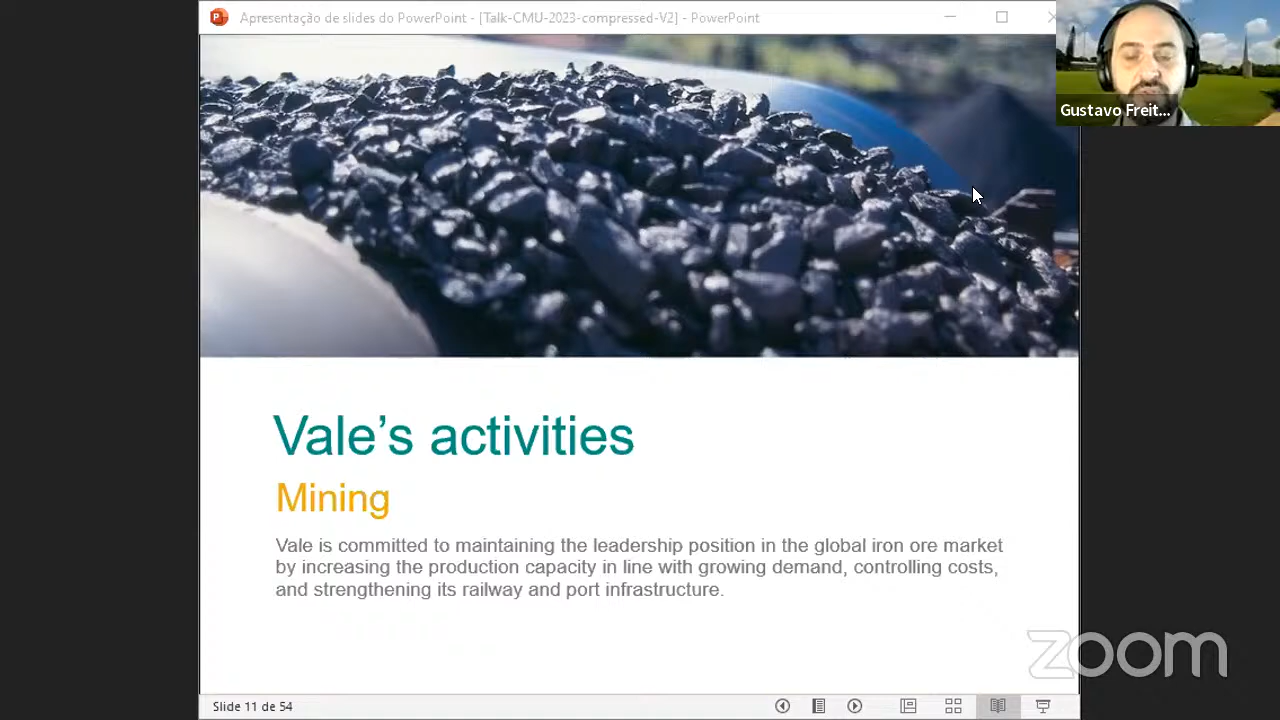 Apresentação de slides do PowerPoint - [Talk-CMU-2023-compressed-V2] - PowerPoint
Gustavo Freit...
Vale's activities
Mining
Vale is committed to maintaining the leadership position in the global iron ore market
by increasing the production capacity in line with growing demand, controlling costs,
and strengthening its railway and port infrastructure.
zoom
Slide 11 de 54